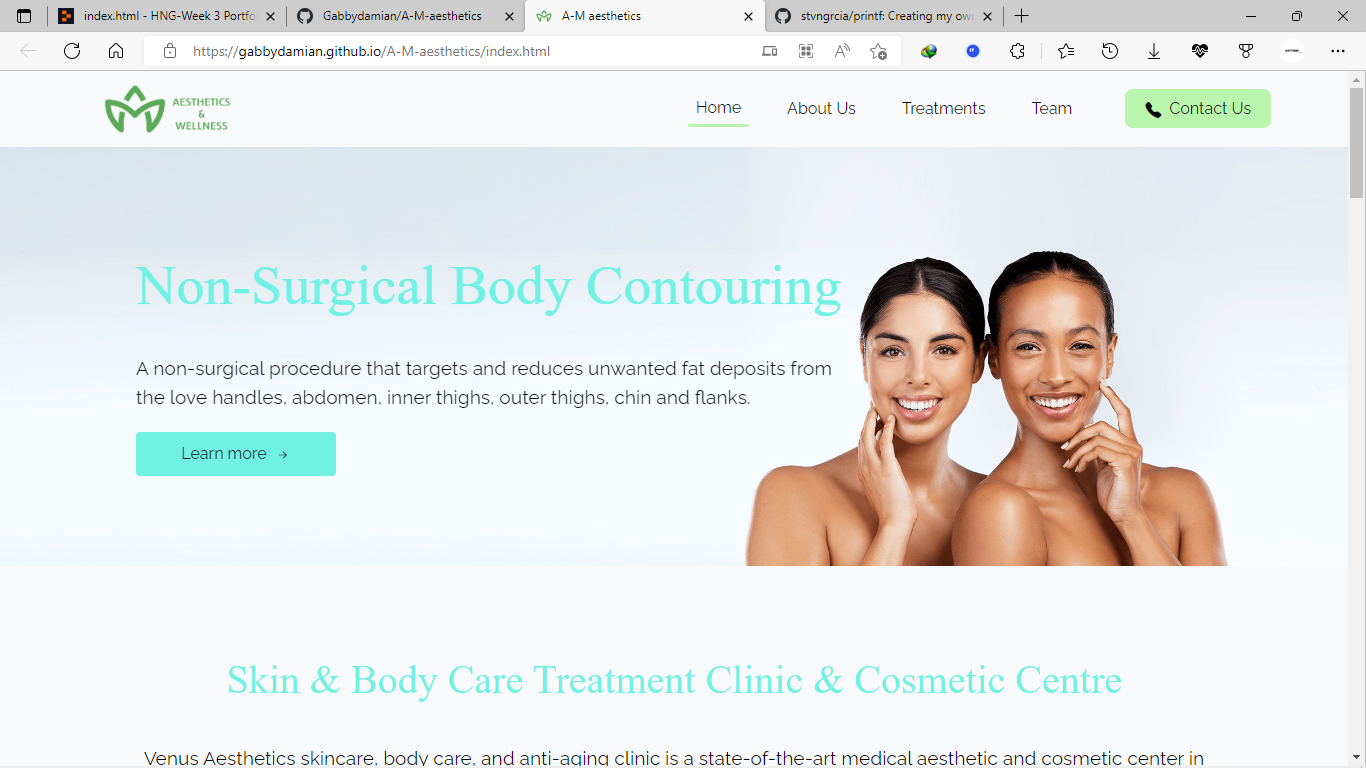 index.html - HNG-Week 3 Portfo
Gabbydamian/A-M-aesthetics
A-M aesthetics
stvngrcia/printf: Creating my own
https://gabbydamian.github.io/A-M-aesthetics/index.html
AESTHETICS
&
WELLNESS
Home
About Us
Treatments
Team
Contact Us
Non-Surgical Body Contouring
A non-surgical procedure that targets and reduces unwanted fat deposits from
the love handles, abdomen, inner thighs, outer thighs, chin and flanks.
Learn more →
Skin & Body Care Treatment Clinic & Cosmetic Centre
Venus Aesthetics skincare, body care, and anti-aging clinic is a state-of-the-art medical aesthetic and cosmetic center in